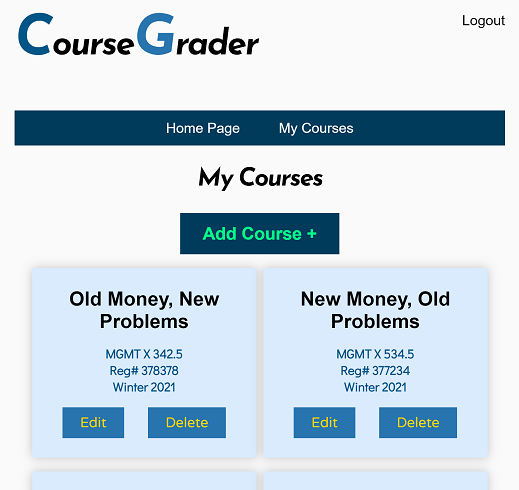 CourseGrader
Logout
Home Page
My Courses
My Courses
Add Course +
Old Money, New
Problems
MGMT X 342.5
Reg# 378378
Winter 2021
Edit
Delete
New Money, Old
Problems
MGMT X 534.5
Reg# 377234
Winter 2021
Edit
Delete